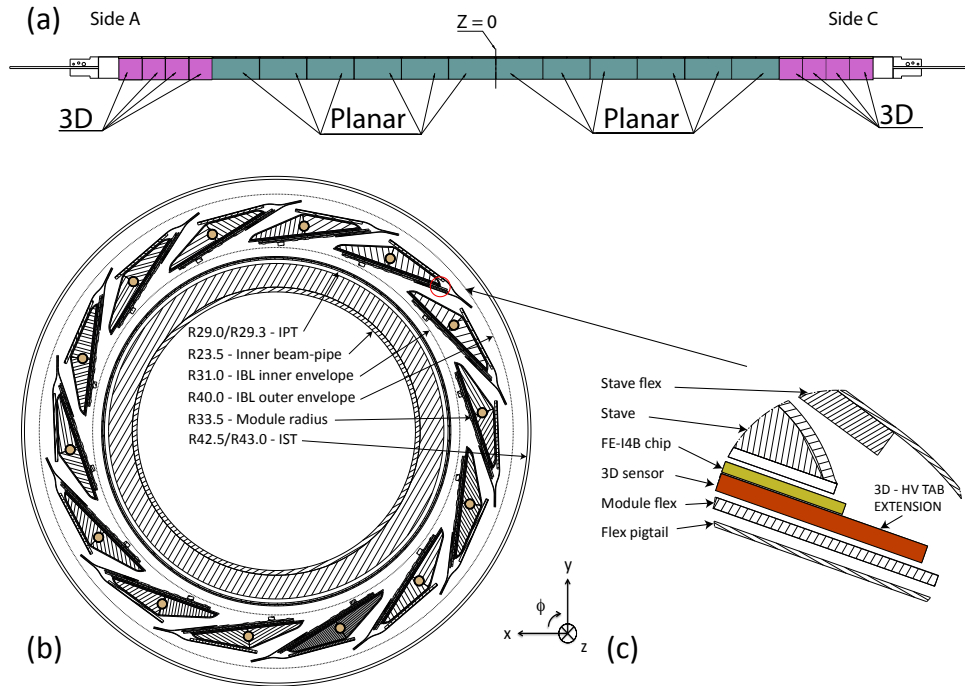 (a)
Side A
Z = 0
Side C
3D
Planar
Planar
3D
R29.0/R29.3 - IPT
R23.5 - Inner beam-pipe
R31.0 - IBL inner envelope
R40.0 - IBL outer envelope
R33.5 - Module radius
R42.5/R43.0 - IST
Stave flex
Stave
FE-I4B chip
3D sensor
Module flex
Flex pigtail
3D - HV TAB
EXTENSION
y
ϕ
x
z
(b)
(c)